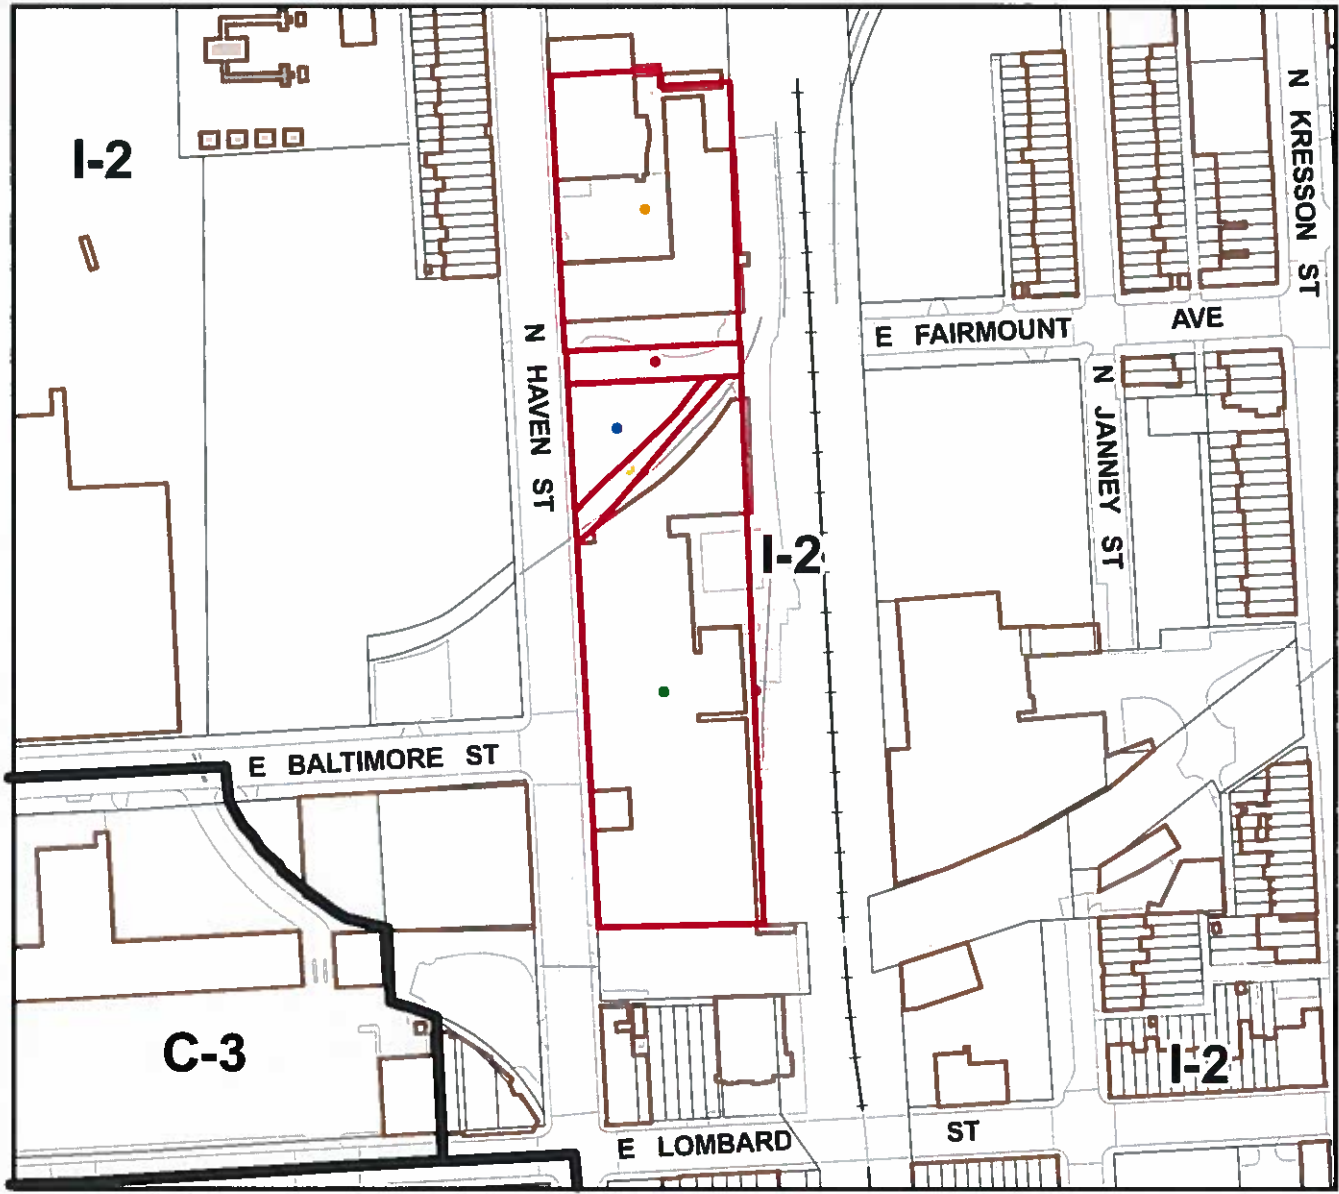 I-2
N KRESSON ST
E FAIRMOUNT AVE
N HAVEN ST
N JANNEY ST
I-2
E BALTIMORE ST
C-3
I-2
E LOMBARD ST